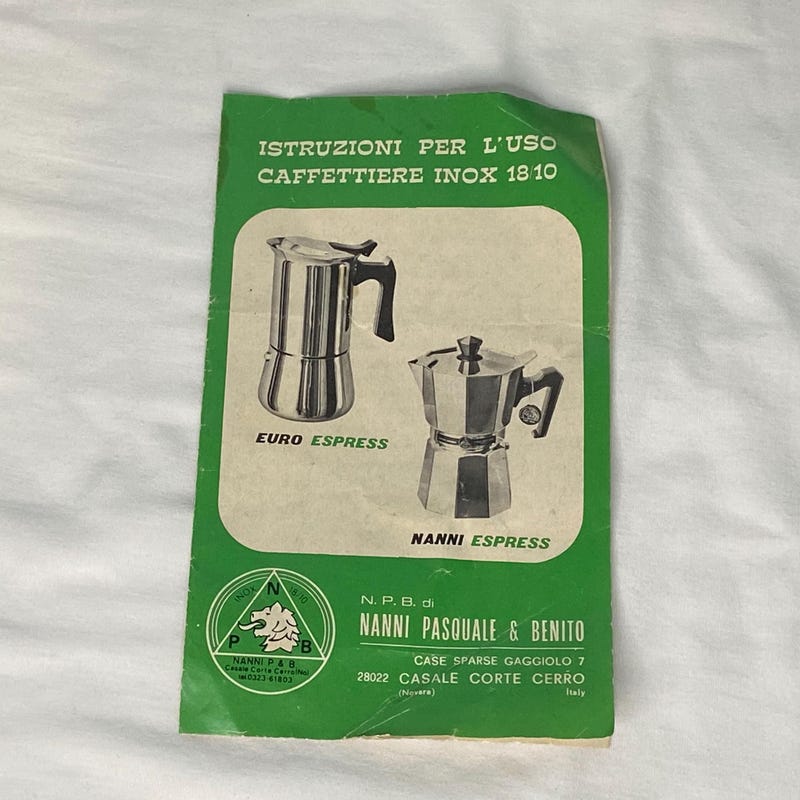 ISTRUZIONI PER L'USO
CAFFETTIERE INOX 18/10
EURO ESPRESS
NANNI ESPRESS
INOX 18/10
N
P B
NANNI P & B.
Casale Corte Cerro (No)
tel.0323-61803
N. P. B. di
NANNI PASQUALE & BENITO
CASE SPARSE GAGGIOLO 7
28022 CASALE CORTE CERRO
(Novara) Italy